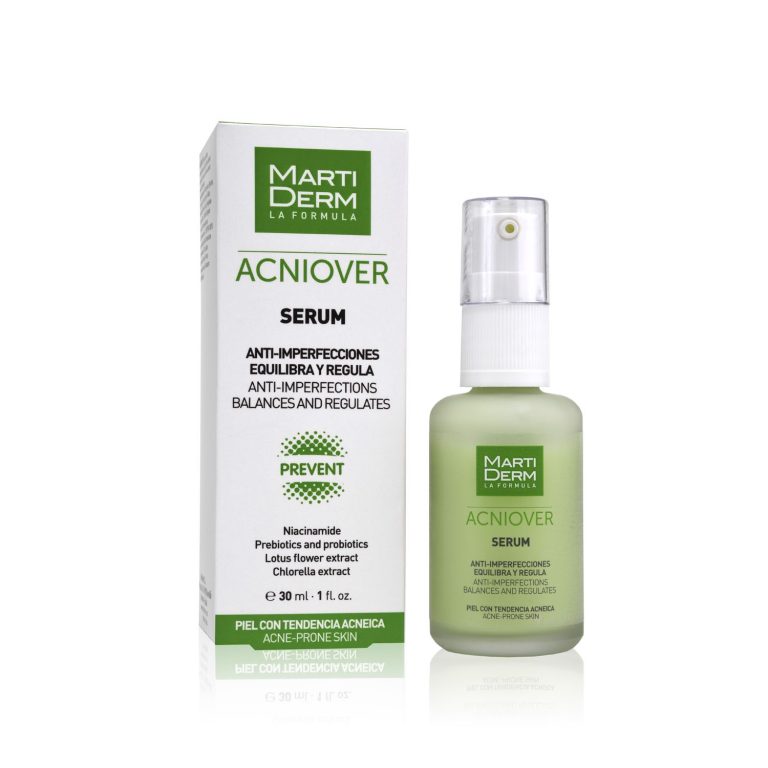 MARTI
DERM
LA FORMULA
ACNIOVER
SERUM
ANTI-IMPERFECCIONES
EQUILIBRA Y REGULA
ANTI-IMPERFECTIONS
BALANCES AND REGULATES
PREVENT
Niacinamide
Prebiotics and probiotics
Lotus flower extract
Chlorella extract
℮ 30 ml · 1 fl. oz.
PIEL CON TENDENCIA ACNEICA
ACNE-PRONE SKIN
MARTI
DERM
LA FORMULA
ACNIOVER
SERUM
ANTI-IMPERFECCIONES
EQUILIBRA Y REGULA
ANTI-IMPERFECTIONS
BALANCES AND REGULATES
PIEL CON TENDENCIA ACNEICA
ACNE-PRONE SKIN